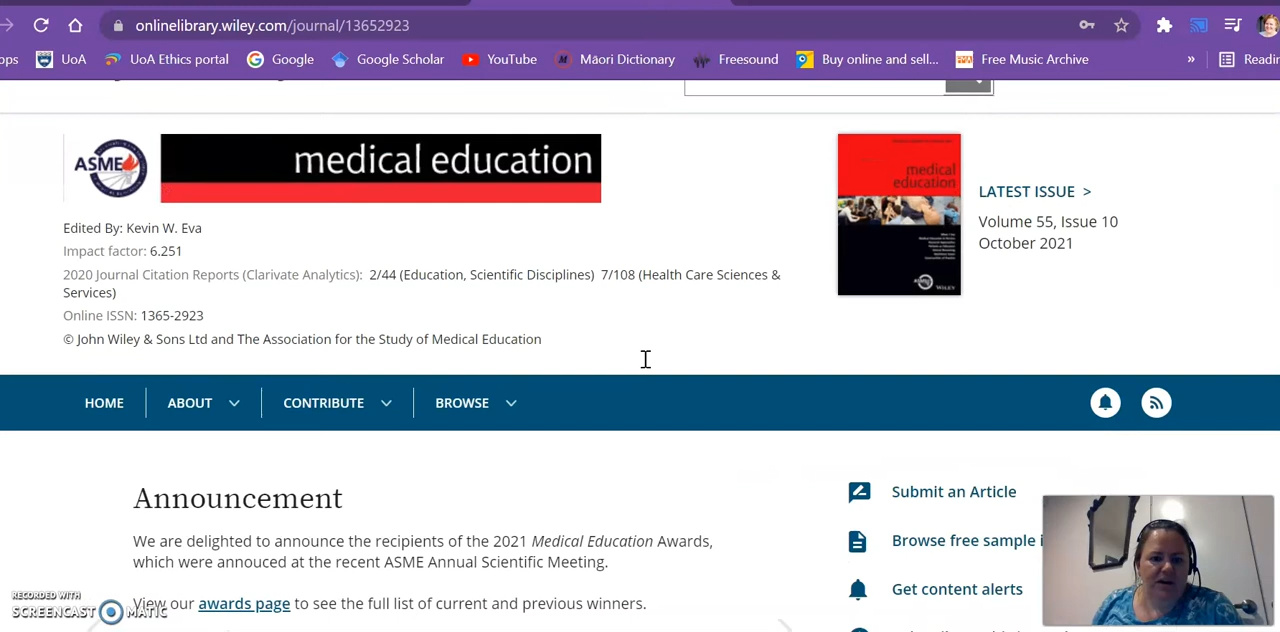 onlinelibrary.wiley.com/journal/13652923
UoA UoA Ethics portal Google Google Scholar YouTube Māori Dictionary Freesound Buy online and sell... Free Music Archive »
ASME medical education
medical
education
WILEY
LATEST ISSUE >
Volume 55, Issue 10
October 2021
Edited By: Kevin W. Eva
Impact factor: 6.251
2020 Journal Citation Reports (Clarivate Analytics): 2/44 (Education, Scientific Disciplines) 7/108 (Health Care Sciences &
Services)
Online ISSN: 1365-2923
© John Wiley & Sons Ltd and The Association for the Study of Medical Education
HOME ABOUT CONTRIBUTE BROWSE
Announcement
We are delighted to announce the recipients of the 2021 Medical Education Awards,
which were annouced at the recent ASME Annual Scientific Meeting.
View our awards page to see the full list of current and previous winners.
Submit an Article
Browse free sample i
Get content alerts
RECORDED WITH
SCREENCAST MATIC